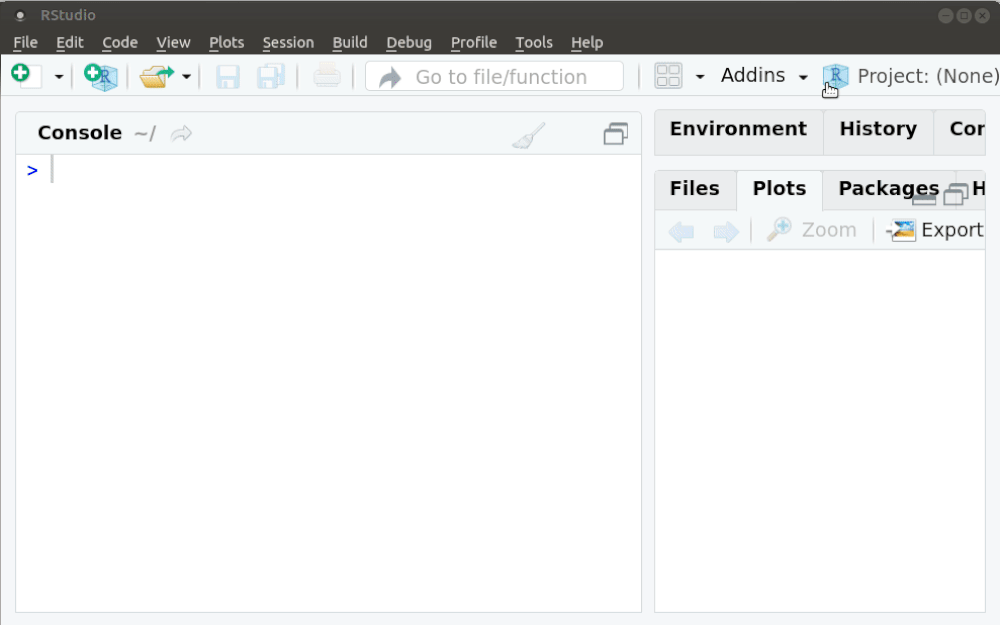 RStudio
File Edit Code View Plots Session Build Debug Profile Tools Help
Go to file/function Addins R Project: (None)
Console ~/
>
Environment History Cor
Files Plots Packages H
Zoom Export